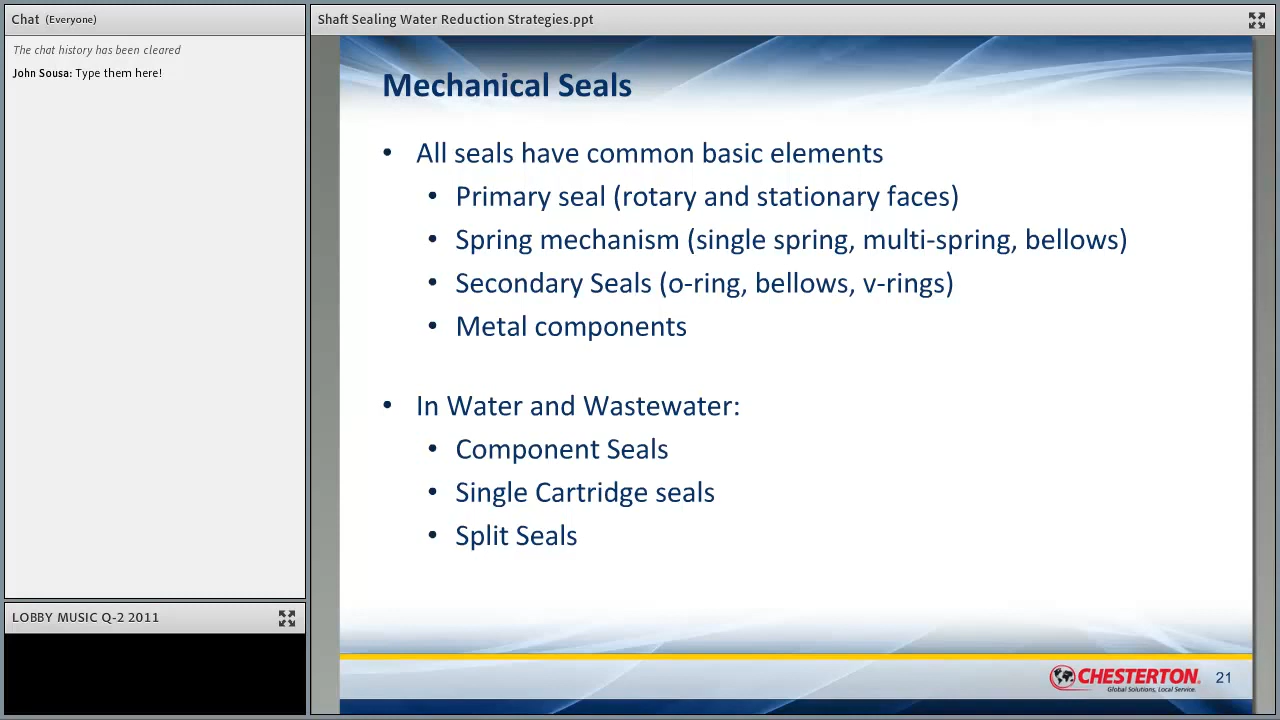 Chat (Everyone)
The chat history has been cleared
John Sousa: Type them here!
LOBBY MUSIC Q-2 2011
Shaft Sealing Water Reduction Strategies.ppt
Mechanical Seals
• All seals have common basic elements
• Primary seal (rotary and stationary faces)
• Spring mechanism (single spring, multi-spring, bellows)
• Secondary Seals (o-ring, bellows, v-rings)
• Metal components
• In Water and Wastewater:
• Component Seals
• Single Cartridge seals
• Split Seals
CHESTERTON
Global Solutions, Local Service.
21